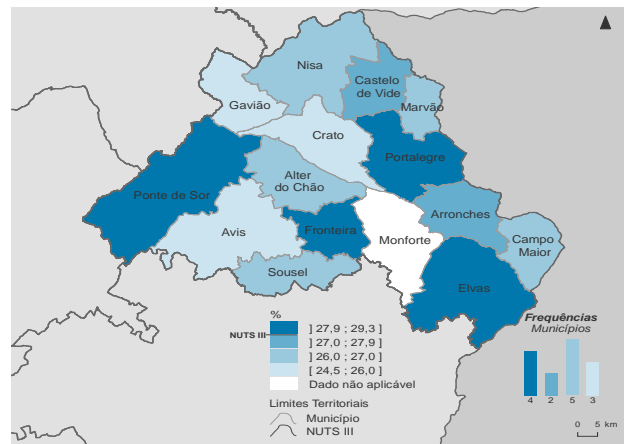 Nisa
Castelo
de Vide
Gavião
Marvão
Crato
Portalegre
Alter
do Chão
Ponte de Sor
Arronches
Avis
Fronteira
Monforte
Campo
Maior
Sousel
Elvas
%
] 27,9 ; 29,3 ]
NUTS III
] 27,0 ; 27,9 ]
] 26,0 ; 27,0 ]
[ 24,5 ; 26,0 ]
Dado não aplicável
Limites Territoriais
Município
NUTS III
Frequências
Municípios
4 2 5 3
0 5 km